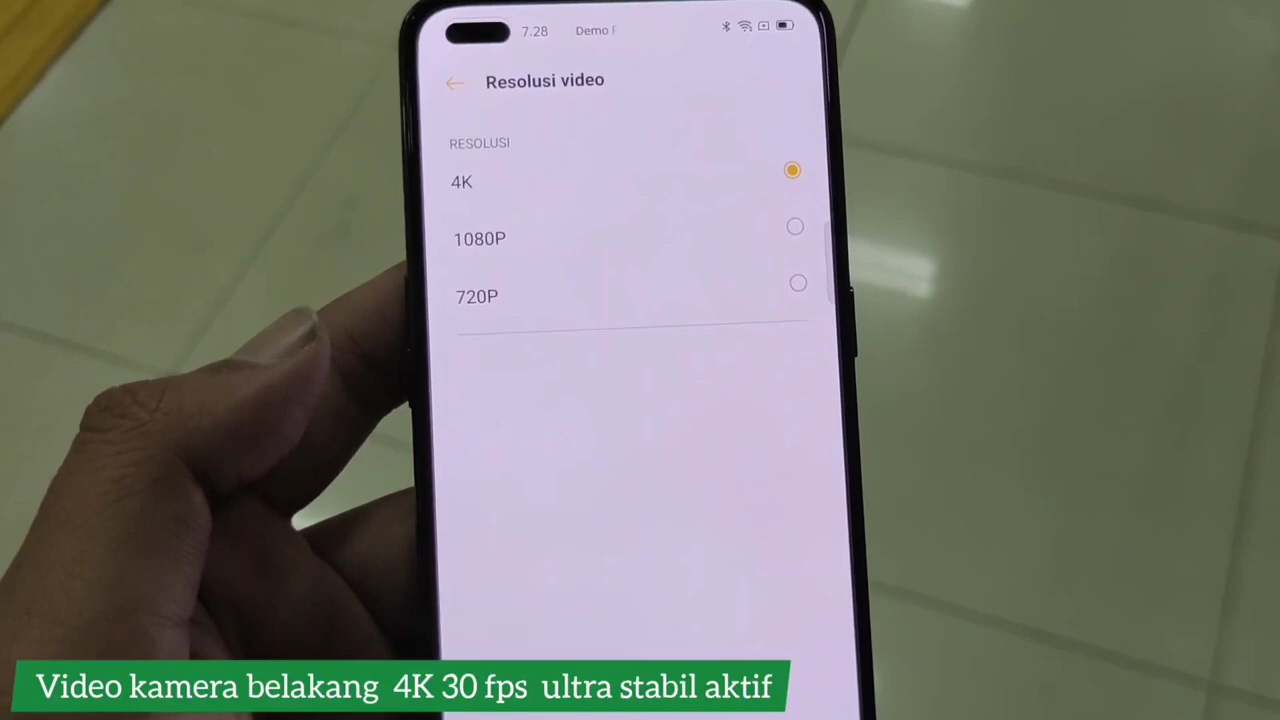 7.28 Demo
Resolusi video
RESOLUSI
4K
1080P
720P
Video kamera belakang 4K 30 fps ultra stabil aktif